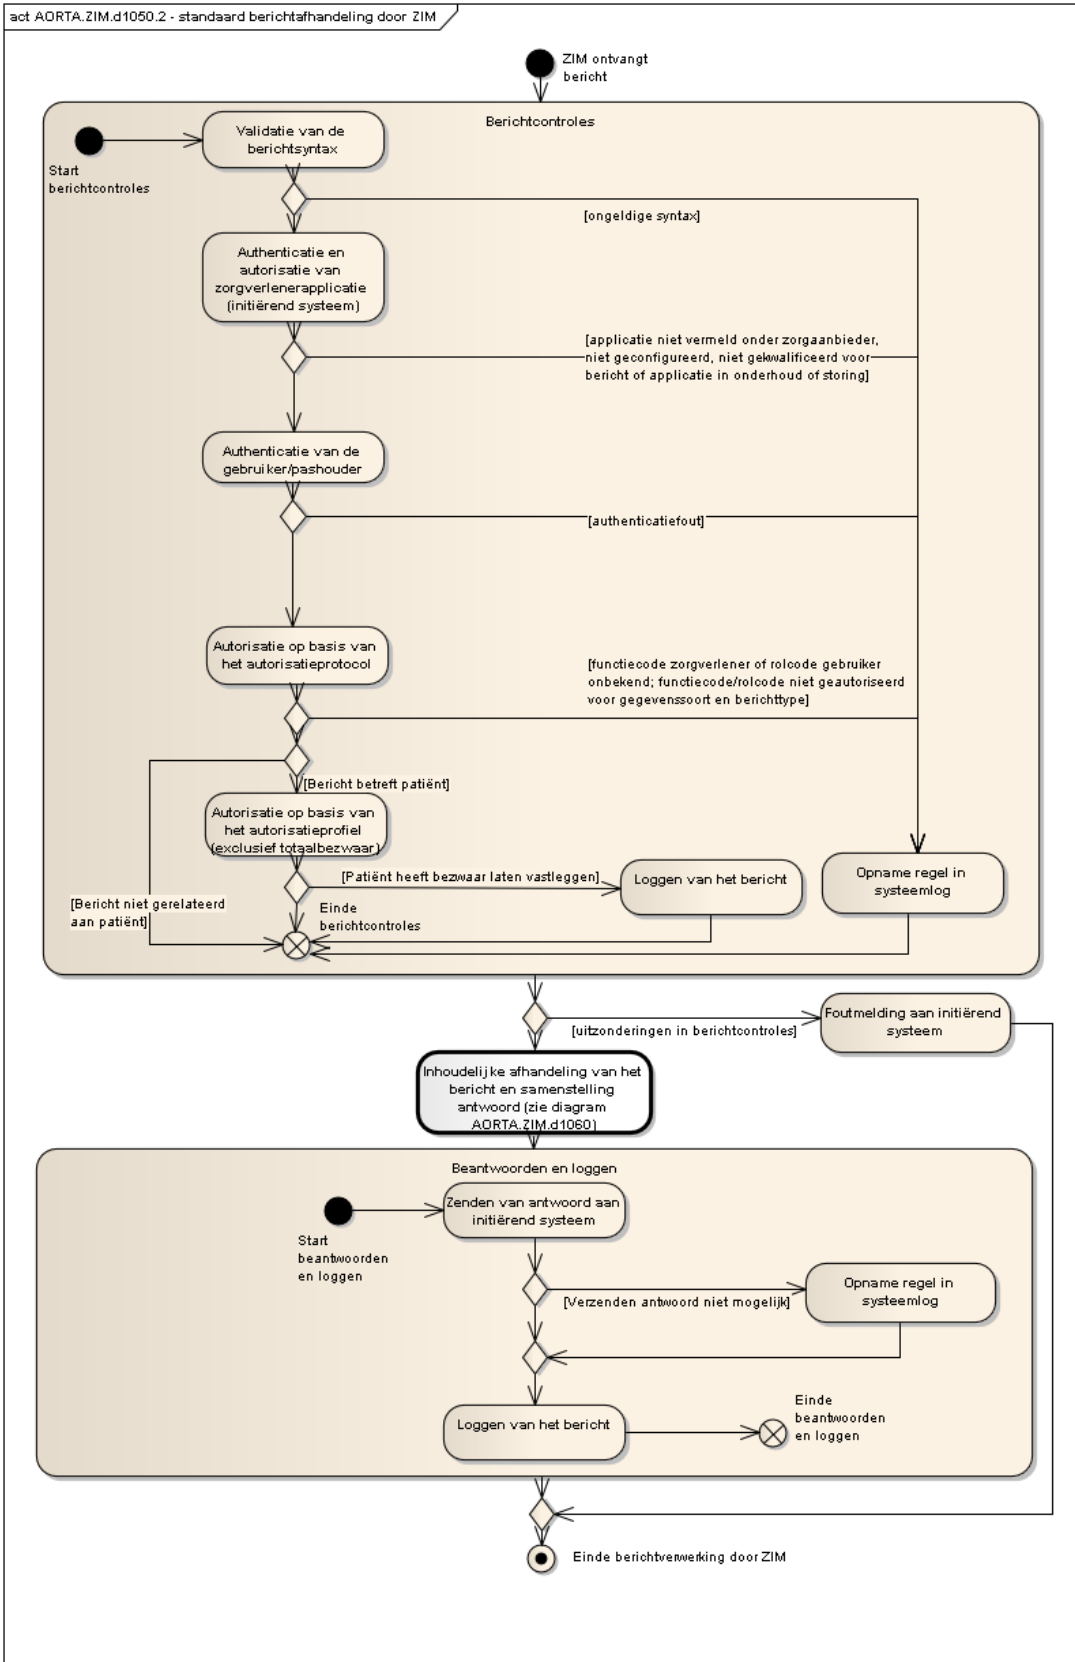 act AORTA.ZIM.d1050.2 - standaard berichtafhandeling door ZIM
ZIM ontvangt
bericht
Berichtcontroles
Validatie van de
berichtsyntax
Start
berichtcontroles
[ongeldige syntax]
Authenticatie en
autorisatie van
zorgverlenerapplicatie
(initiërend systeem)
[applicatie niet vermeld onder zorgaanbieder,
niet geconfigureerd, niet gekwalificeerd voor
bericht of applicatie in onderhoud of storing]
Authenticatie van de
gebruiker/pashouder
[authenticatiefout]
Autorisatie op basis van
het autorisatieprotocol
[functiecode zorgverlener of rolcode gebruiker
onbekend; functiecode/rolcode niet geautoriseerd
voor gegevenssoort en berichttype]
[Bericht betreft patiënt]
Autorisatie op basis van
het autorisatieprofiel
(exclusief totaalbezwaar)
[Patiënt heeft bezwaar laten vastleggen]
Loggen van het bericht
Opname regel in
systeemlog
[Bericht niet gerelateerd
aan patiënt]
Einde
berichtcontroles
[uitzonderingen in berichtcontroles]
Foutmelding aan initiërend
systeem
Inhoudelijke afhandeling van het
bericht en samenstelling
antwoord (zie diagram
AORTA.ZIM.d1060)
Beantwoorden en loggen
Zenden van antwoord aan
initiërend systeem
Start
beantwoorden
en loggen
[Verzenden antwoord niet mogelijk]
Opname regel in
systeemlog
Loggen van het bericht
Einde
beantwoorden
en loggen
Einde berichtverwerking door ZIM